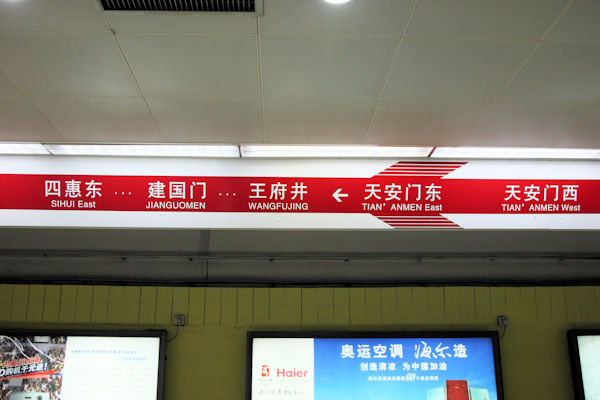 四惠东 ··· 建国门 ··· 王府井 ← 天安门东 天安门西
SIHUI East JIANGUOMEN WANGFUJING TIAN' ANMEN East TIAN' ANMEN West
Haier
奥运空调 海尔造
创造清凉 为中国加油